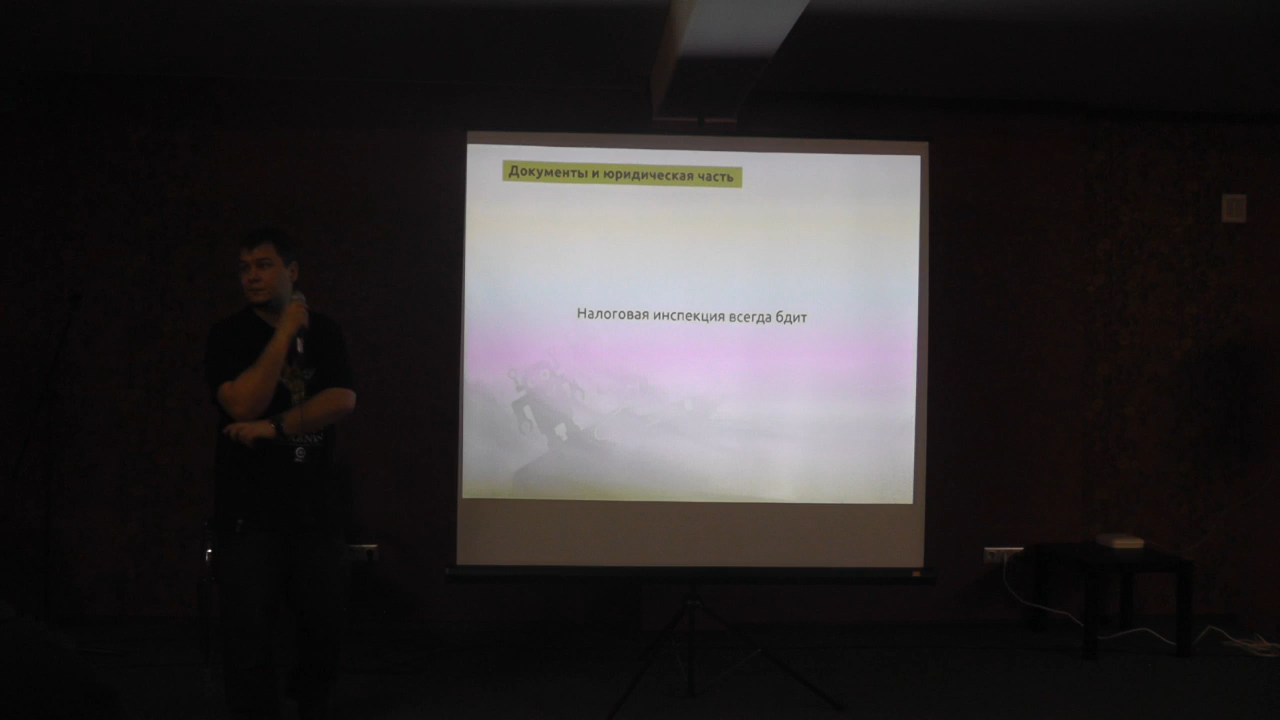 Документы и юридическая часть
Налоговая инспекция всегда бдит